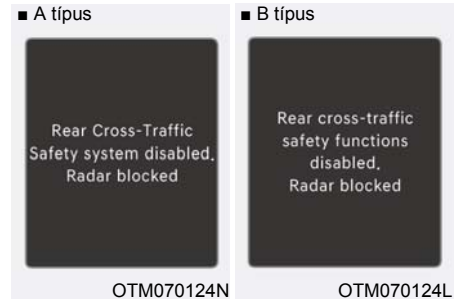 ■ A típus
Rear Cross-Traffic
Safety system disabled.
Radar blocked
OTM070124N
■ B típus
Rear cross-traffic
safety functions
disabled.
Radar blocked
OTM070124L